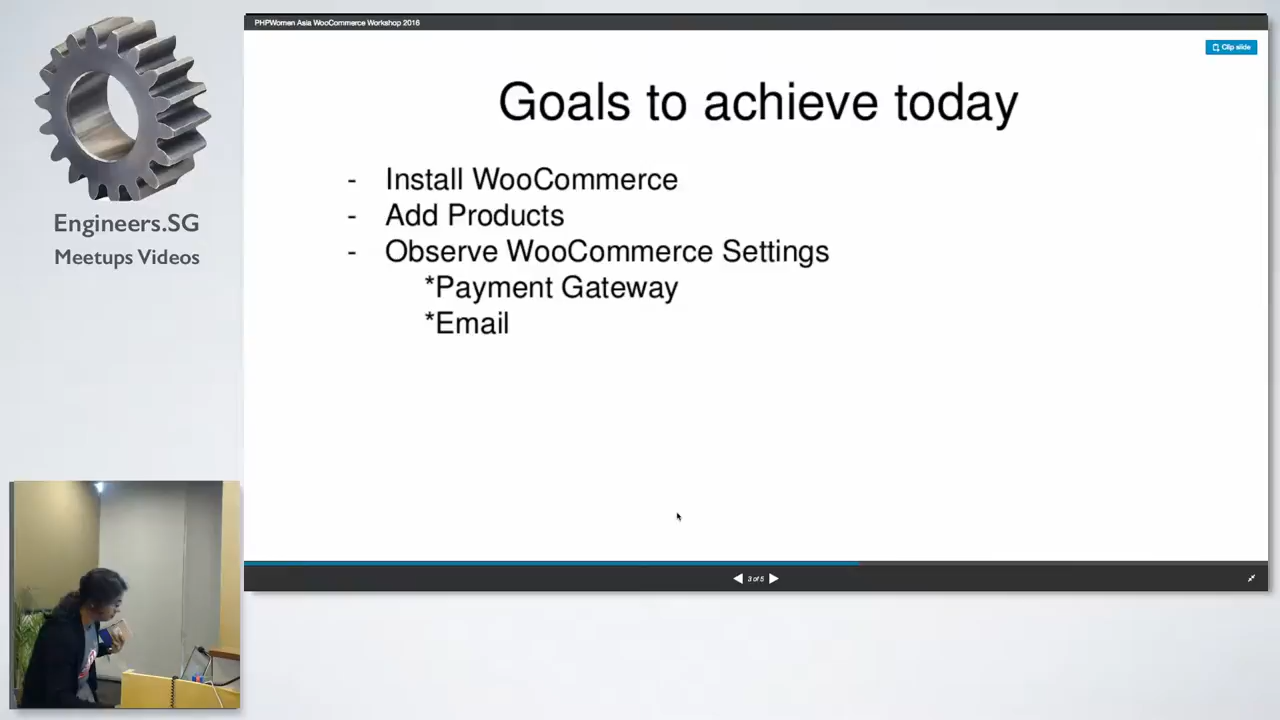 PHPWomen Asia WooCommerce Workshop 2016
Clip slide
Goals to achieve today
- Install WooCommerce
- Add Products
- Observe WooCommerce Settings
*Payment Gateway
*Email
3 of 5
Engineers.SG
Meetups Videos